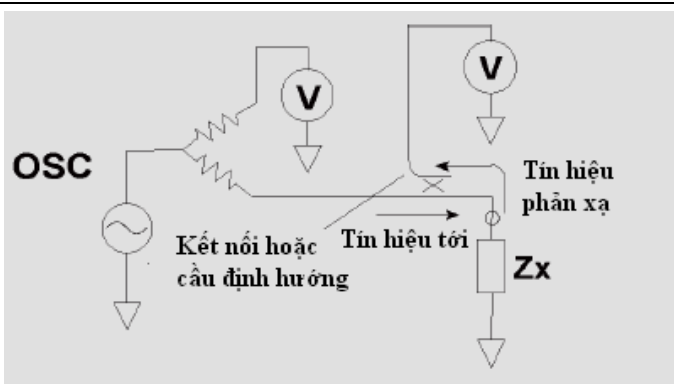 V
V
OSC
Tín hiệu
phản xạ
Kết nối hoặc
cầu định hướng
Tín hiệu tới
Zx